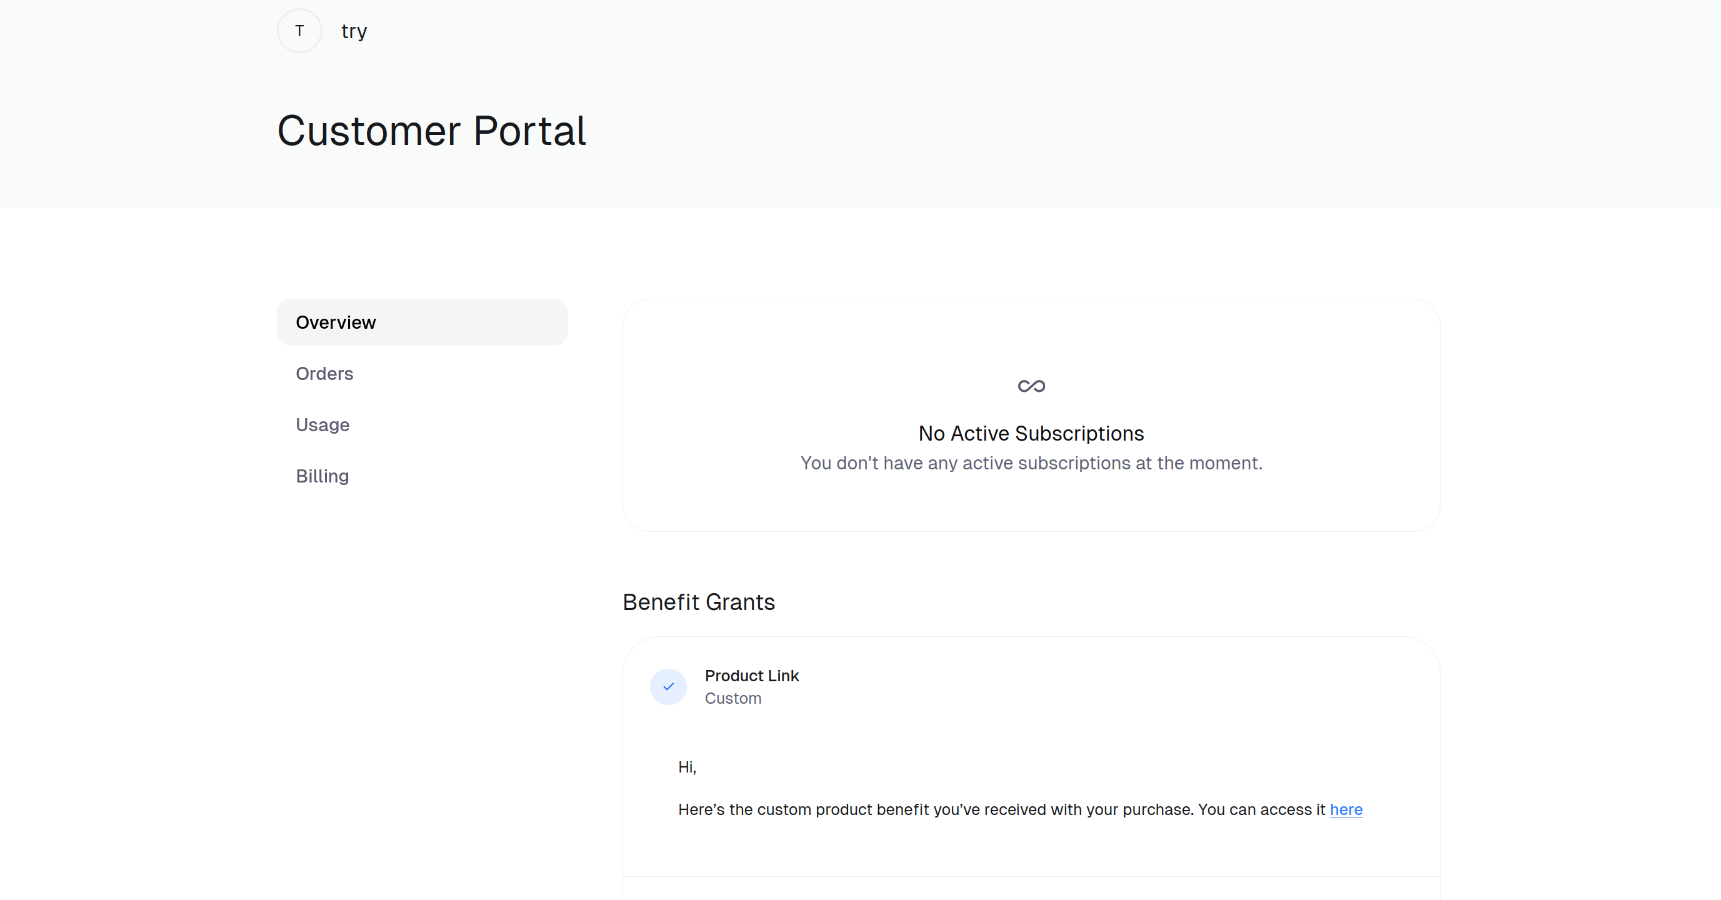 T
try
Customer Portal
Overview
Orders
Usage
Billing
No Active Subscriptions
You don't have any active subscriptions at the moment.
Benefit Grants
Product Link
Custom
Hi,
Here's the custom product benefit you've received with your purchase. You can access it here